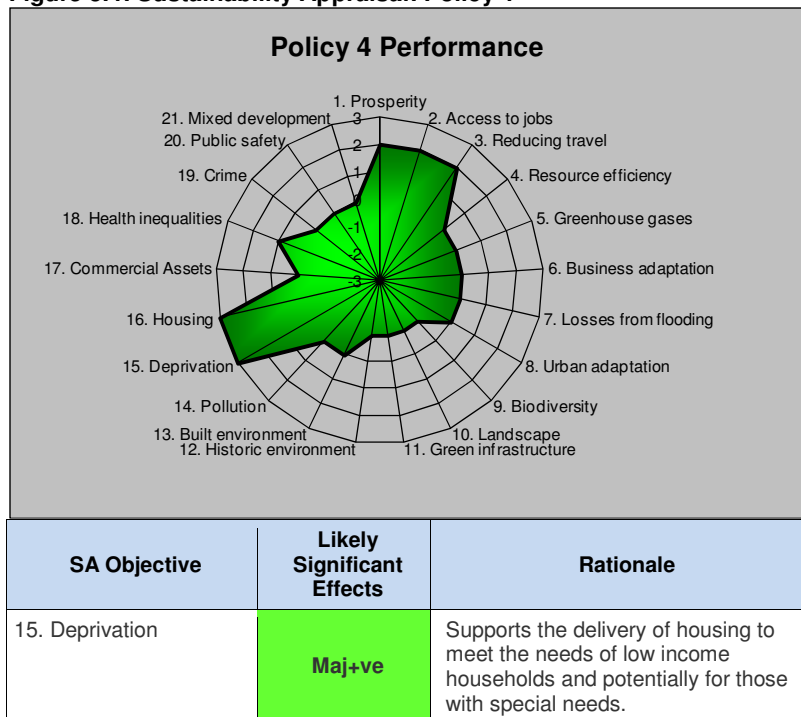 Policy 4 Performance
1. Prosperity
2. Access to jobs
3. Reducing travel
4. Resource efficiency
5. Greenhouse gases
6. Business adaptation
7. Losses from flooding
8. Urban adaptation
9. Biodiversity
10. Landscape
11. Green infrastructure
12. Historic environment
13. Built environment
14. Pollution
15. Deprivation
16. Housing
17. Commercial Assets
18. Health inequalities
19. Crime
20. Public safety
21. Mixed development
3
2
1
0
-1
-2
-3
SA Objective
Likely
Significant
Effects
Rationale
15. Deprivation
Maj+ve
Supports the delivery of housing to
meet the needs of low income
households and potentially for those
with special needs.